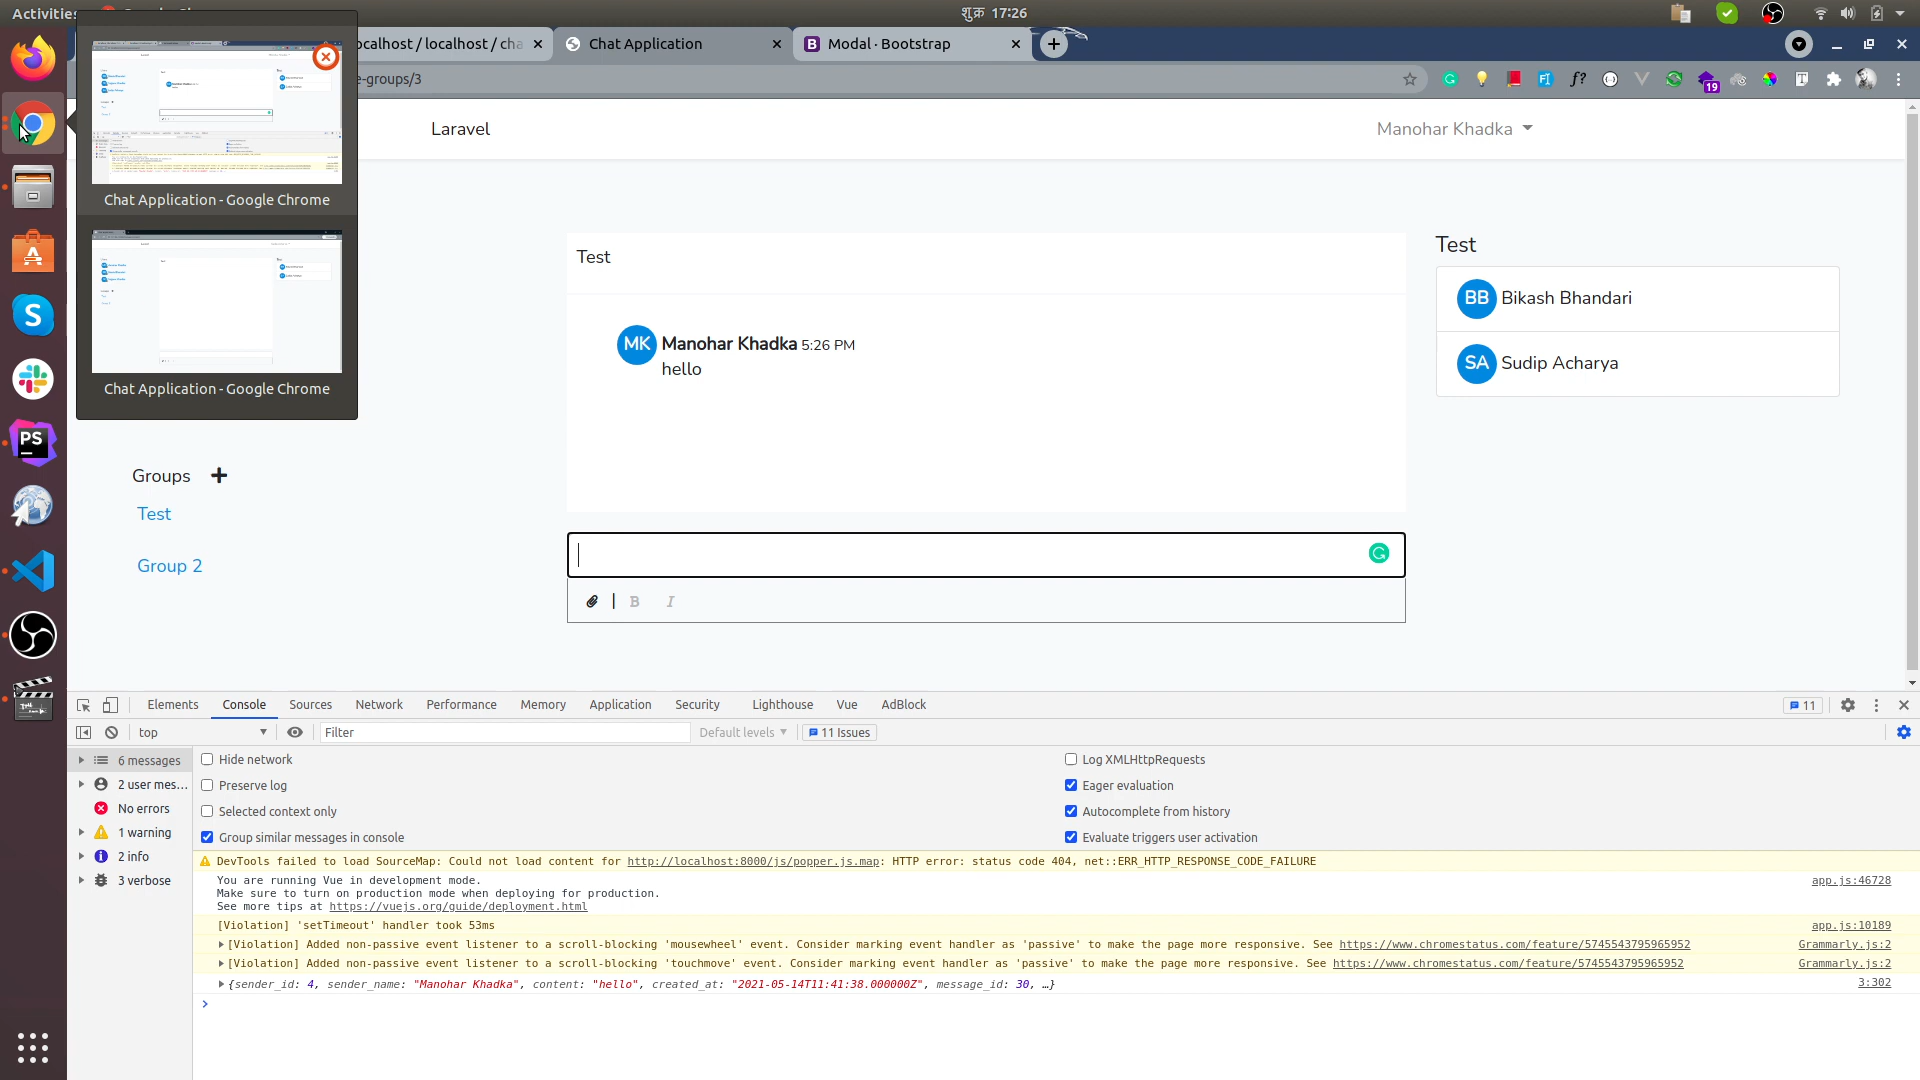 Activities
शुक्र 17:26
ocalhost / localhost / cha
Chat Application
Modal · Bootstrap
e-groups/3
19
Chat Application - Google Chrome
Chat Application - Google Chrome
Laravel
Manohar Khadka
Test
MK Manohar Khadka 5:26 PM
hello
Test
BB Bikash Bhandari
SA Sudip Acharya
Groups +
Test
Group 2
B I
Elements Console Sources Network Performance Memory Application Security Lighthouse Vue AdBlock
11
top
Filter
Default levels
11 Issues
6 messages
2 user mes...
No errors
1 warning
2 info
3 verbose
Hide network
Preserve log
Selected context only
Group similar messages in console
Log XMLHttpRequests
Eager evaluation
Autocomplete from history
Evaluate triggers user activation
DevTools failed to load SourceMap: Could not load content for http://localhost:8000/js/popper.js.map: HTTP error: status code 404, net::ERR_HTTP_RESPONSE_CODE_FAILURE
You are running Vue in development mode. app.js:46728
Make sure to turn on production mode when deploying for production.
See more tips at https://vuejs.org/guide/deployment.html
[Violation] 'setTimeout' handler took 53ms app.js:10189
[Violation] Added non-passive event listener to a scroll-blocking 'mousewheel' event. Consider marking event handler as 'passive' to make the page more responsive. See https://www.chromestatus.com/feature/5745543795965952 Grammarly.js:2
[Violation] Added non-passive event listener to a scroll-blocking 'touchmove' event. Consider marking event handler as 'passive' to make the page more responsive. See https://www.chromestatus.com/feature/5745543795965952 Grammarly.js:2
{sender_id: 4, sender_name: "Manohar Khadka", content: "hello", created_at: "2021-05-14T11:41:38.000000Z", message_id: 30, …} 3:302